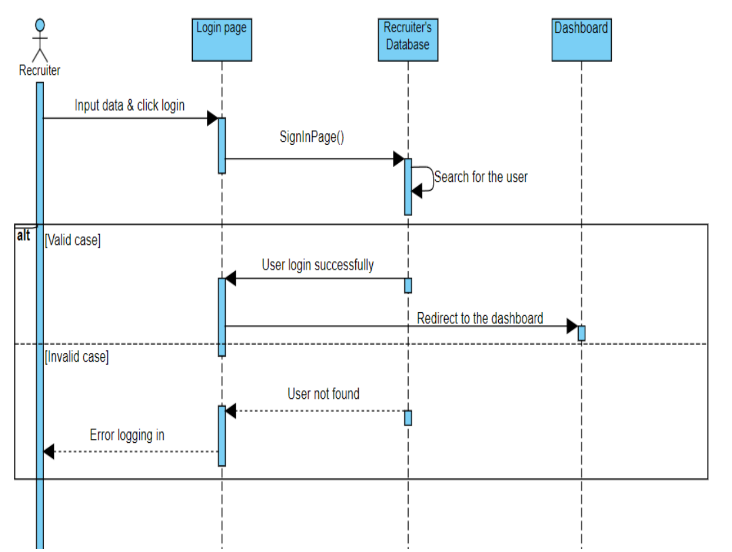 Login page
Recruiter's
Database
Dashboard
Recruiter
Input data & click login
SignInPage()
Search for the user
alt
[Valid case]
User login successfully
Redirect to the dashboard
[Invalid case]
User not found
Error logging in